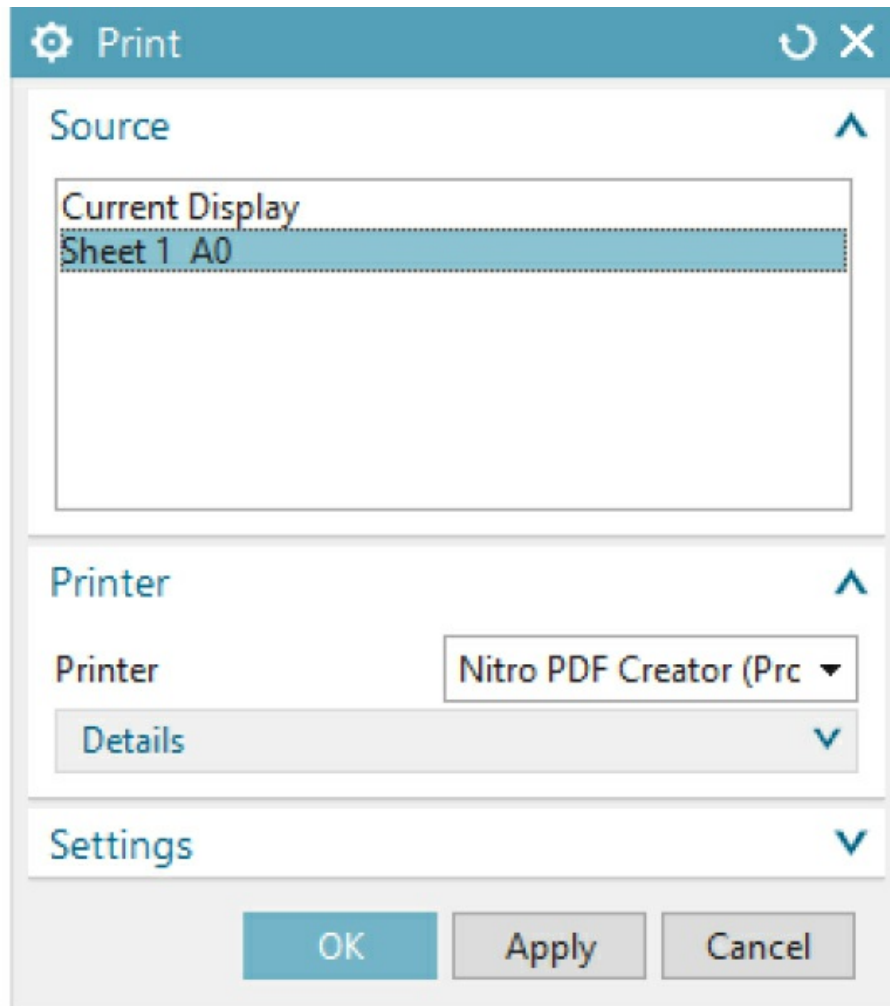 Print
Source
Current Display
Sheet 1 A0
Printer
Printer Nitro PDF Creator (Prc
Details
Settings
OK Apply Cancel